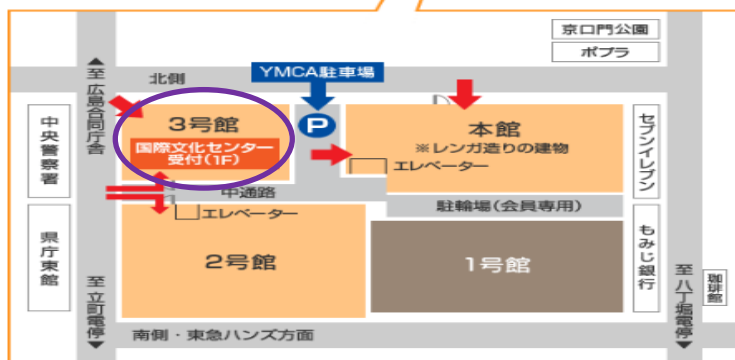 京口門公園
ポプラ
YMCA駐車場
北側
至広島合同庁舎
中央警察署
3号館
国際文化センター
受付(1F)
P
本館
※レンガ造りの建物
エレベーター
セブンイレブン
中通路
駐輪場(会員専用)
エレベーター
県庁東館
2号館
1号館
もみじ銀行
至立町電停
至八丁堀電停
珈琲館
南側・東急ハンズ方面